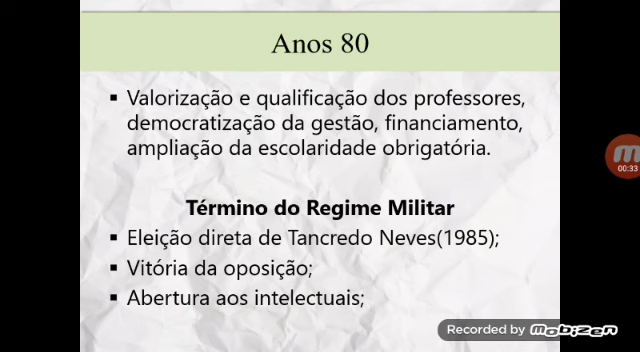 Anos 80
▪ Valorização e qualificação dos professores,
democratização da gestão, financiamento,
ampliação da escolaridade obrigatória.
Término do Regime Militar
▪ Eleição direta de Tancredo Neves(1985);
▪ Vitória da oposição;
▪ Abertura aos intelectuais;
00:33
Recorded by Mobizen